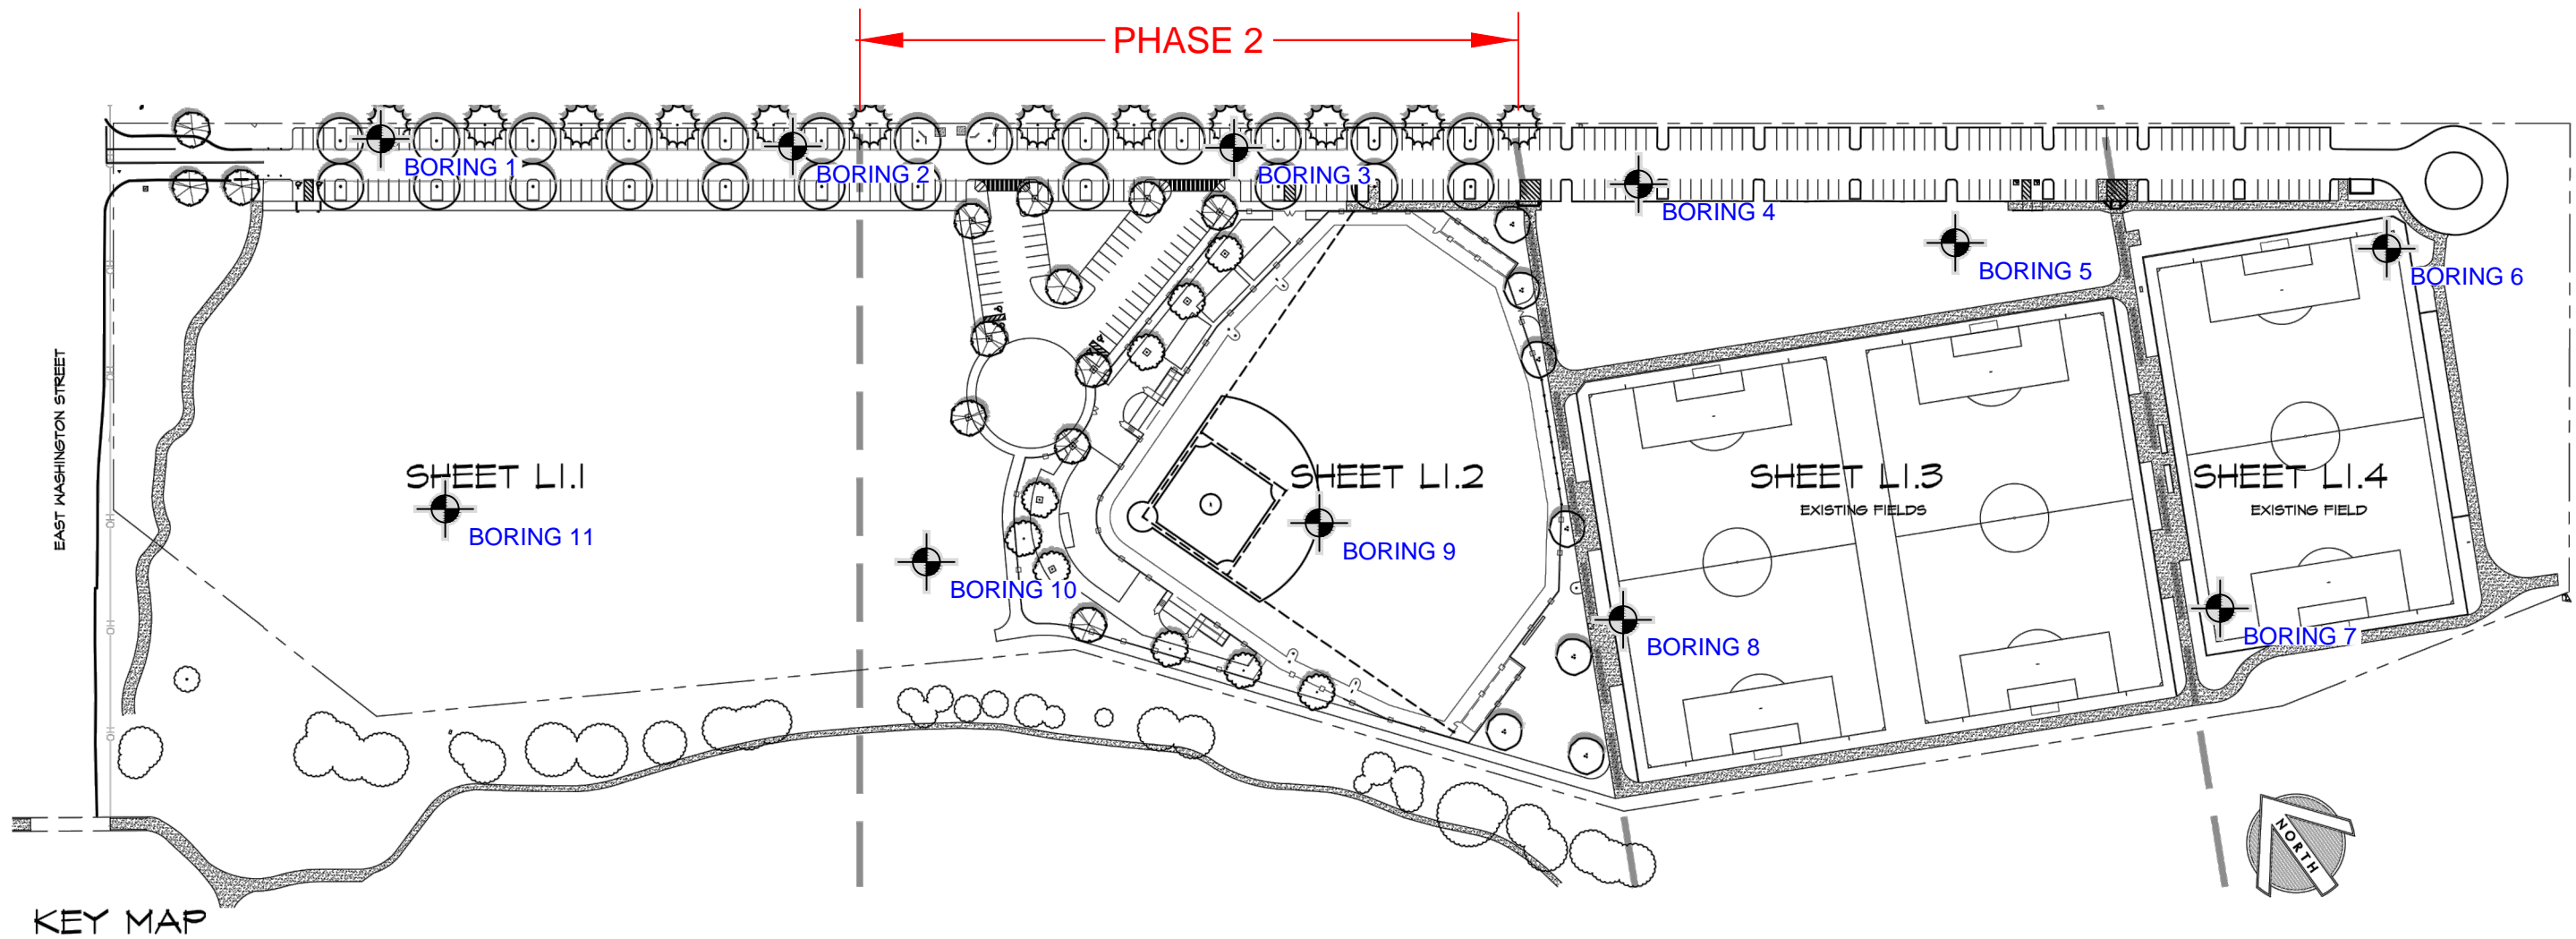 PHASE 2
BORING 1
BORING 2
BORING 3
BORING 4
BORING 5
BORING 6
EAST WASHINGTON STREET
SHEET L1.1
SHEET L1.2
SHEET L1.3
EXISTING FIELDS
SHEET L1.4
EXISTING FIELD
BORING 11
BORING 10
BORING 9
BORING 8
BORING 7
NORTH
KEY MAP